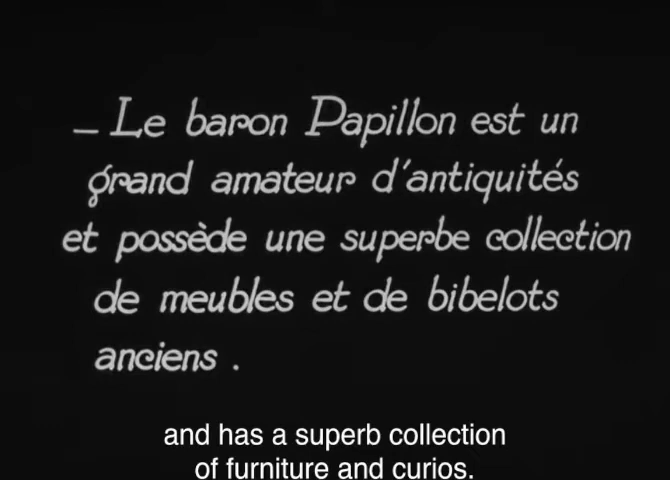 – Le baron Papillon est un
grand amateur d'antiquités
et possède une superbe collection
de meubles et de bibelots
anciens .
and has a superb collection
of furniture and curios.